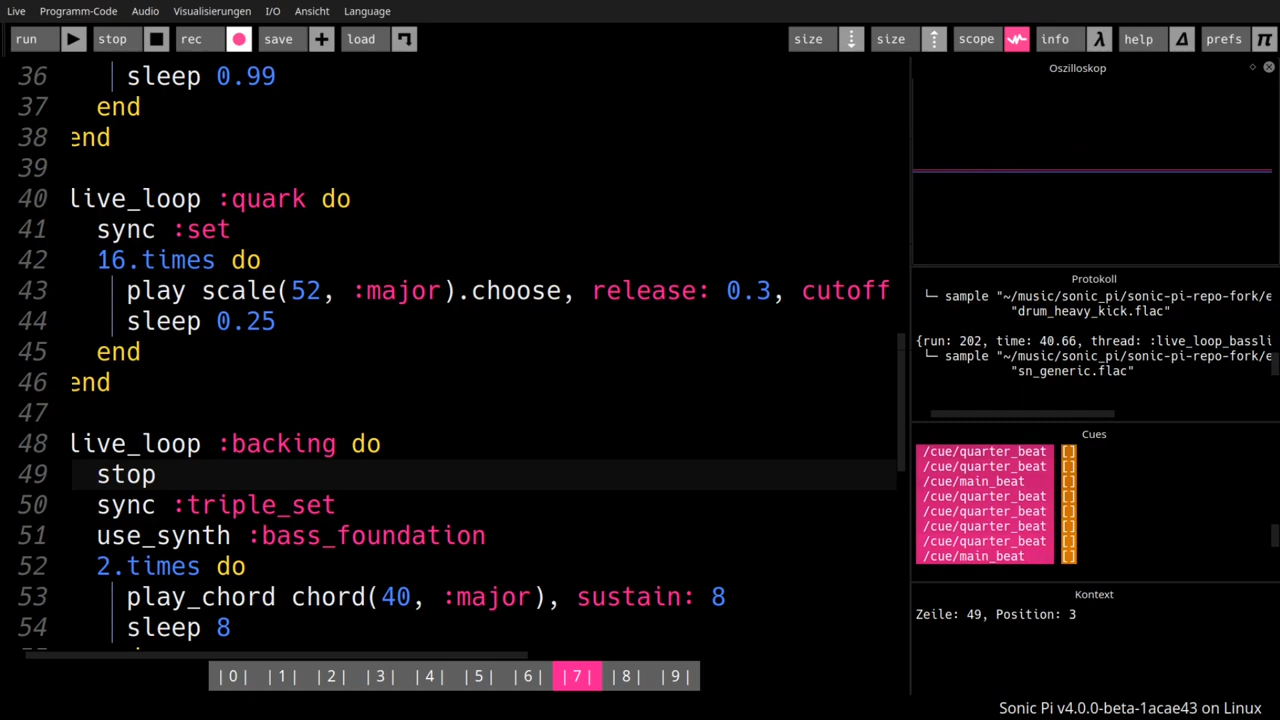 Live Programm-Code Audio Visualisierungen I/O Ansicht Language
run stop rec save load size size scope info λ help prefs π
36 sleep 0.99
37 end
38 end
39
40 live_loop :quark do
41 sync :set
42 16.times do
43 play scale(52, :major).choose, release: 0.3, cutoff
44 sleep 0.25
45 end
46 end
47
48 live_loop :backing do
49 stop
50 sync :triple_set
51 use_synth :bass_foundation
52 2.times do
53 play_chord chord(40, :major), sustain: 8
54 sleep 8
|0| |1| |2| |3| |4| |5| |6| |7| |8| |9|
Oszilloskop
Protokoll
└─ sample "~/music/sonic_pi/sonic-pi-repo-fork/e
"drum_heavy_kick.flac"
{run: 202, time: 40.66, thread: :live_loop_bassli
└─ sample "~/music/sonic_pi/sonic-pi-repo-fork/e
"sn_generic.flac"
Cues
/cue/quarter_beat []
/cue/quarter_beat []
/cue/main_beat []
/cue/quarter_beat []
/cue/quarter_beat []
/cue/quarter_beat []
/cue/quarter_beat []
/cue/main_beat []
Kontext
Zeile: 49, Position: 3
Sonic Pi v4.0.0-beta-1acae43 on Linux